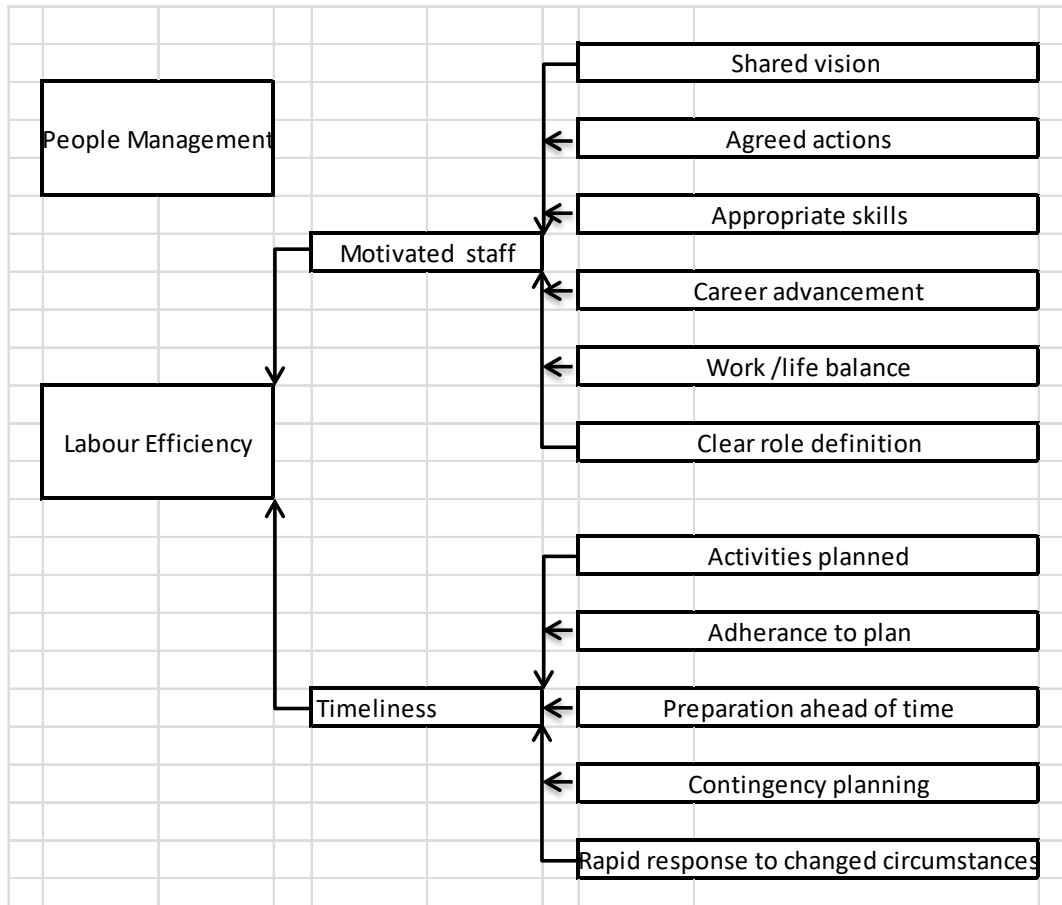 Shared vision
People Management
Agreed actions
Appropriate skills
Motivated staff
Career advancement
Work /life balance
Labour Efficiency
Clear role definition
Activities planned
Adherance to plan
Timeliness
Preparation ahead of time
Contingency planning
Rapid response to changed circumstances